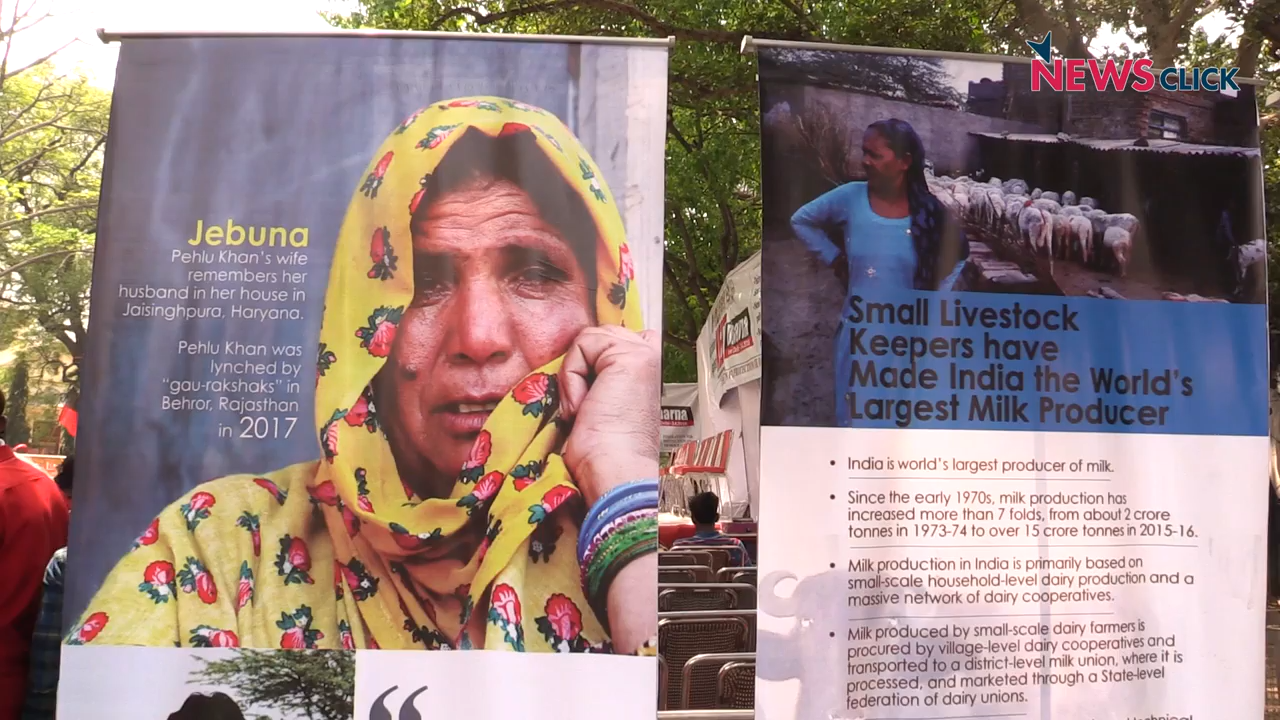 NEWSCLICK
Jebuna
Pehlu Khan's wife
remembers her
husband in her house in
Jaisinghpura, Haryana.
Pehlu Khan was
lynched by
"gau-rakshaks" in
Behror, Rajasthan
in 2017
“
Small Livestock
Keepers have
Made India the World's
Largest Milk Producer
• India is world's largest producer of milk.
• Since the early 1970s, milk production has
increased more than 7 folds, from about 2 crore
tonnes in 1973-74 to over 15 crore tonnes in 2015-16.
• Milk production in India is primarily based on
small-scale household-level dairy production and a
massive network of dairy cooperatives.
• Milk produced by small-scale dairy farmers is
procured by village-level dairy cooperatives and
transported to a district-level milk union, where it is
processed, and marketed through a State-level
federation of dairy unions.
technical
Dharna